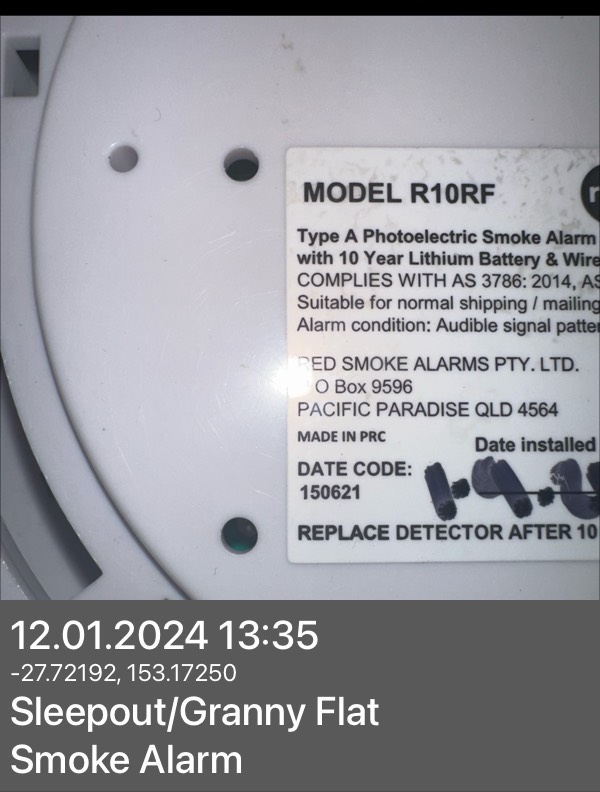 MODEL R10RF
r
Type A Photoelectric Smoke Alarm
with 10 Year Lithium Battery & Wire
COMPLIES WITH AS 3786: 2014, AS
Suitable for normal shipping / mailing
Alarm condition: Audible signal patte
RED SMOKE ALARMS PTY. LTD.
O Box 9596
PACIFIC PARADISE QLD 4564
MADE IN PRC
Date installed
DATE CODE:
150621
REPLACE DETECTOR AFTER 10
12.01.2024 13:35
-27.72192, 153.17250
Sleepout/Granny Flat
Smoke Alarm